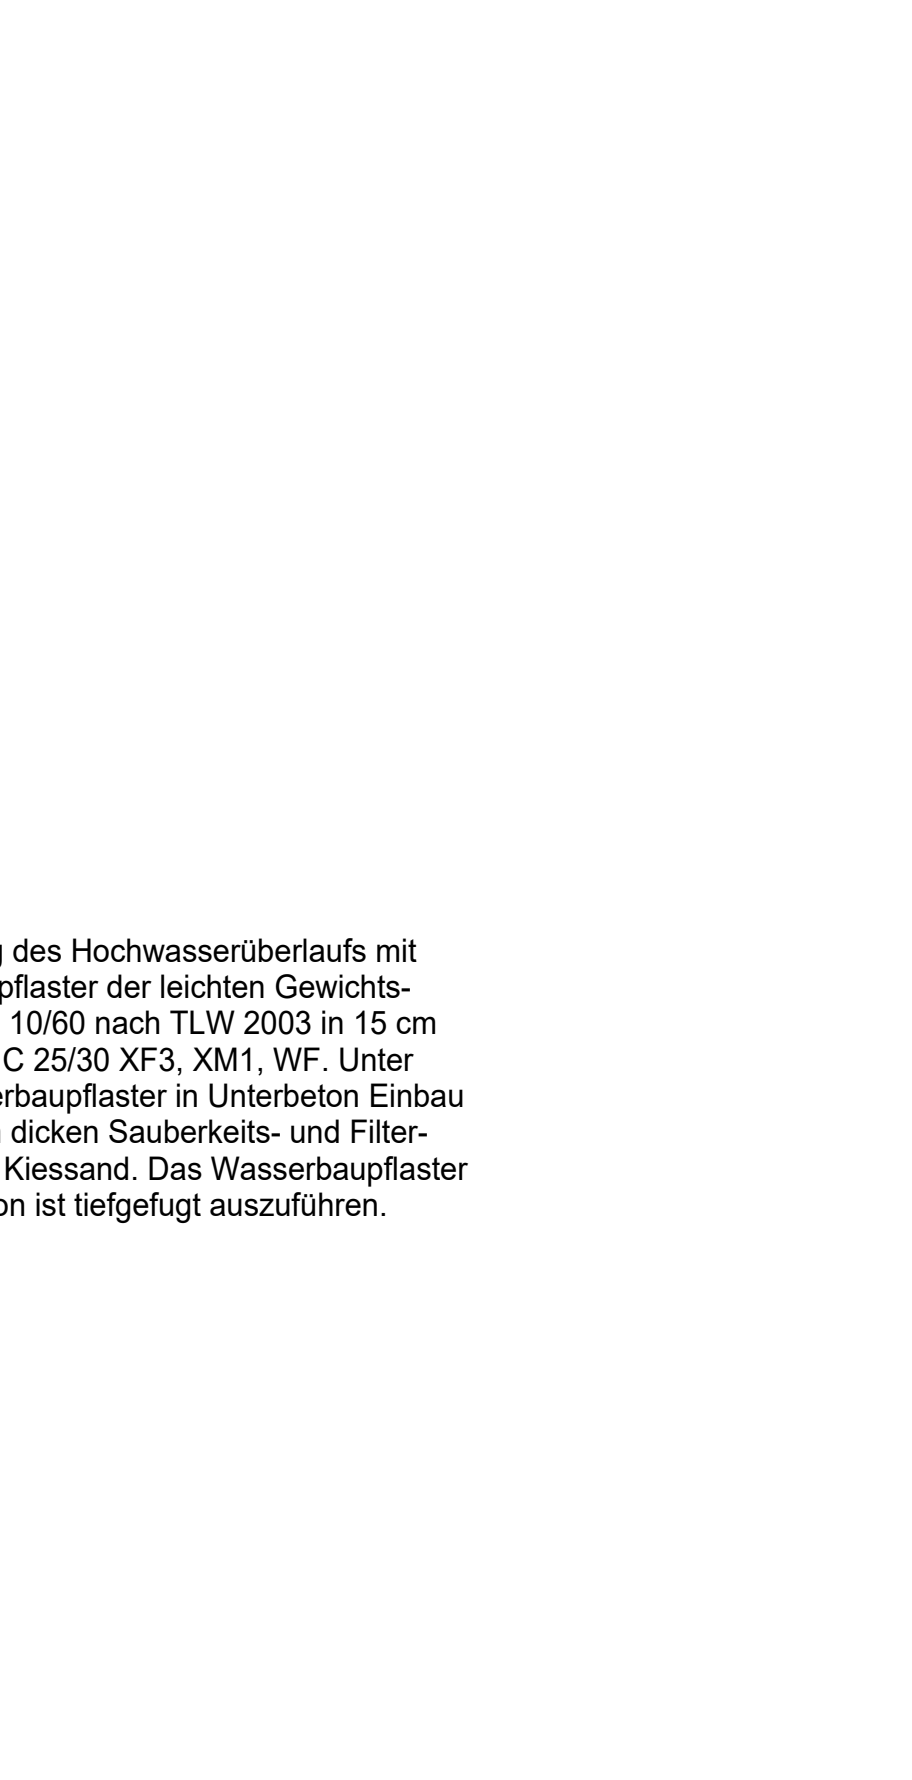 des Hochwasserüberlaufs mit
pflaster der leichten Gewichts-
10/60 nach TLW 2003 in 15 cm
C 25/30 XF3, XM1, WF. Unter
erbaupflaster in Unterbeton Einbau
dicken Sauberkeits- und Filter-
Kiessand. Das Wasserbaupflaster
on ist tiefgefugt auszuführen.